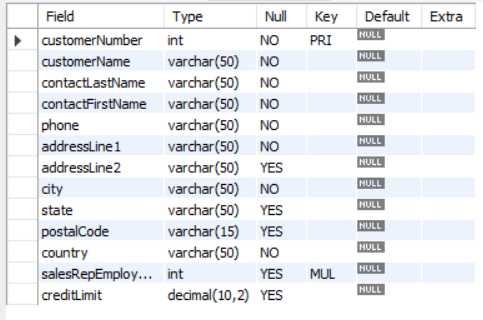 Field Type Null Key Default Extra
customerNumber int NO PRI NULL
customerName varchar(50) NO NULL
contactLastName varchar(50) NO NULL
contactFirstName varchar(50) NO NULL
phone varchar(50) NO NULL
addressLine1 varchar(50) NO NULL
addressLine2 varchar(50) YES NULL
city varchar(50) NO NULL
state varchar(50) YES NULL
postalCode varchar(15) YES NULL
country varchar(50) NO NULL
salesRepEmploy... int YES MUL NULL
creditLimit decimal(10,2) YES NULL